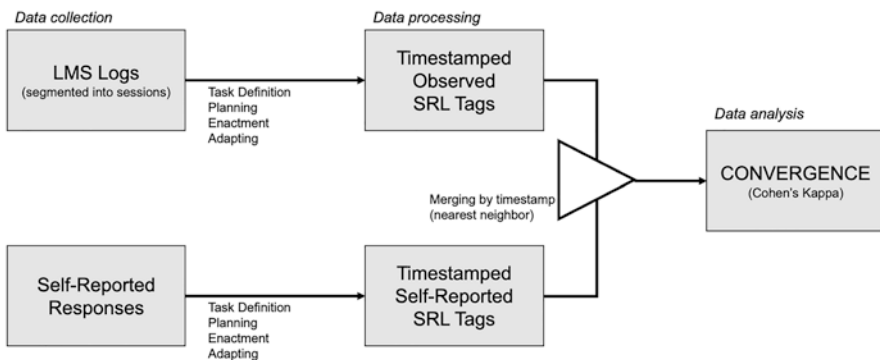 Data collection
LMS Logs
(segmented into sessions)
Task Definition
Planning
Enactment
Adapting
Data processing
Timestamped
Observed
SRL Tags
Self-Reported
Responses
Task Definition
Planning
Enactment
Adapting
Timestamped
Self-Reported
SRL Tags
Merging by timestamp
(nearest neighbor)
Data analysis
CONVERGENCE
(Cohen's Kappa)